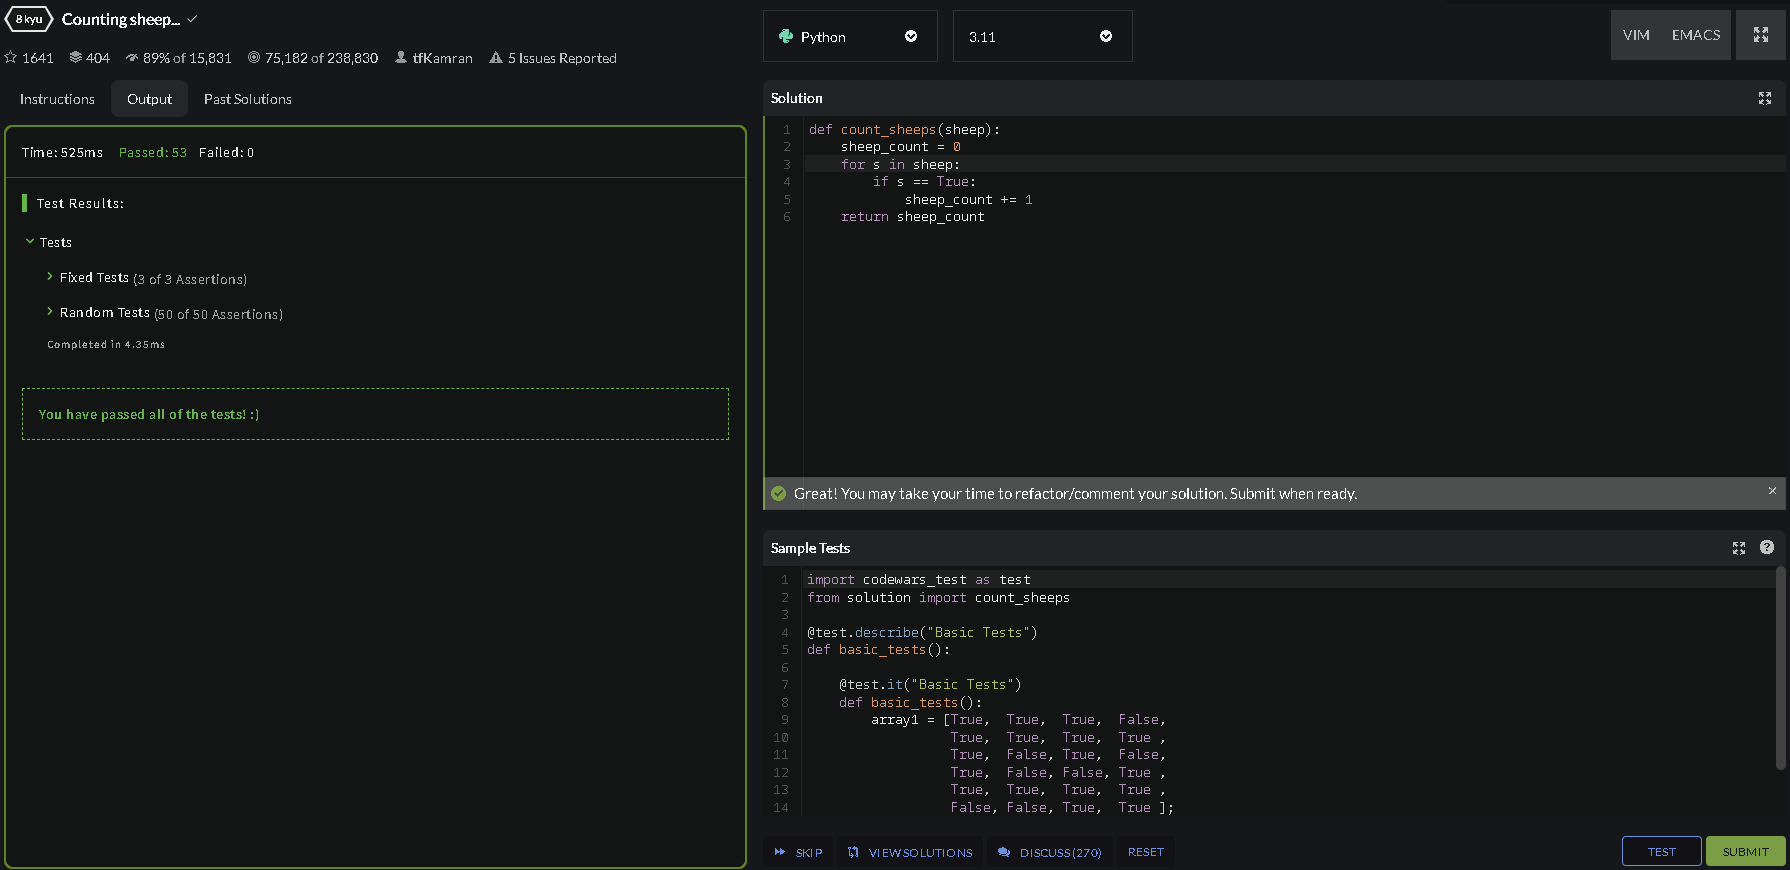 8 kyu Counting sheep...
1641 404 89% of 15,831 75,182 of 238,830 tfKamran 5 Issues Reported
Instructions Output Past Solutions
Time: 525ms Passed: 53 Failed: 0
Test Results:
Tests
Fixed Tests (3 of 3 Assertions)
Random Tests (50 of 50 Assertions)
Completed in 4.35ms
You have passed all of the tests! :)
Python 3.11 VIM EMACS
Solution
1 def count_sheeps(sheep):
2 sheep_count = 0
3 for s in sheep:
4 if s == True:
5 sheep_count += 1
6 return sheep_count
Great! You may take your time to refactor/comment your solution. Submit when ready.
Sample Tests
1 import codewars_test as test
2 from solution import count_sheeps
3
4 @test.describe("Basic Tests")
5 def basic_tests():
6
7 @test.it("Basic Tests")
8 def basic_tests():
9 array1 = [True, True, True, False,
10 True, True, True, True ,
11 True, False, True, False,
12 True, False, False, True ,
13 True, True, True, True ,
14 False, False, True, True ];
SKIP VIEW SOLUTIONS DISCUSS (270) RESET TEST SUBMIT